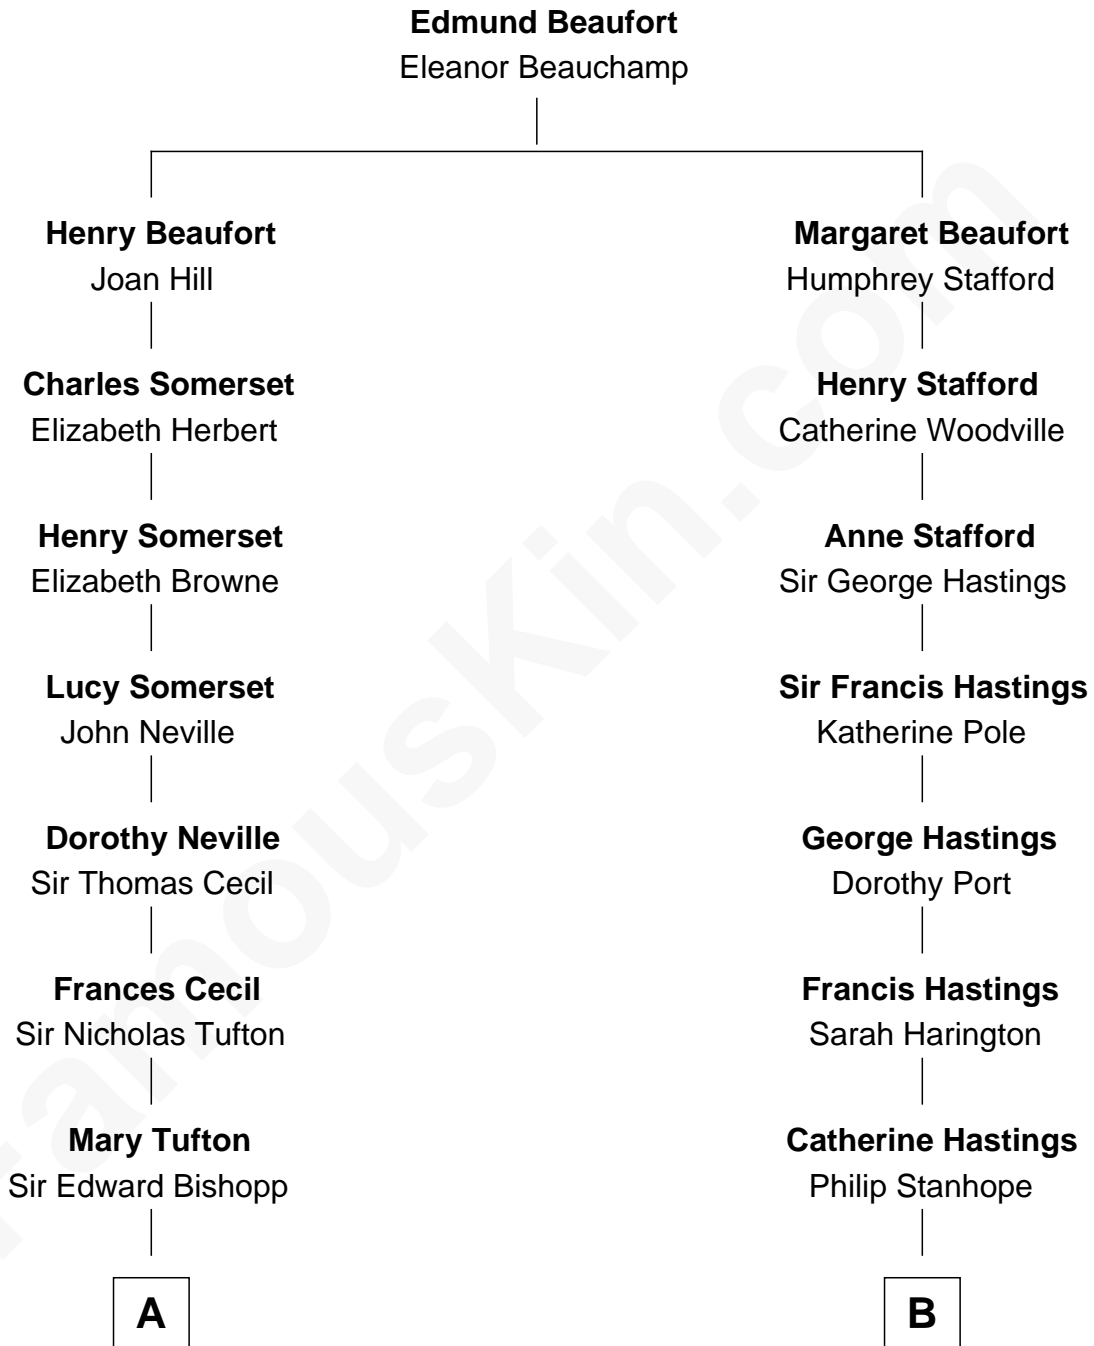 Edmund Beaufort
Eleanor Beauchamp
Henry Beaufort
Joan Hill
Margaret Beaufort
Humphrey Stafford
Charles Somerset
Elizabeth Herbert
Henry Stafford
Catherine Woodville
Henry Somerset
Elizabeth Browne
Anne Stafford
Sir George Hastings
Lucy Somerset
John Neville
Sir Francis Hastings
Katherine Pole
Dorothy Neville
Sir Thomas Cecil
George Hastings
Dorothy Port
Frances Cecil
Sir Nicholas Tufton
Francis Hastings
Sarah Harington
Mary Tufton
Sir Edward Bishopp
Catherine Hastings
Philip Stanhope
A
B
FamousKin.com